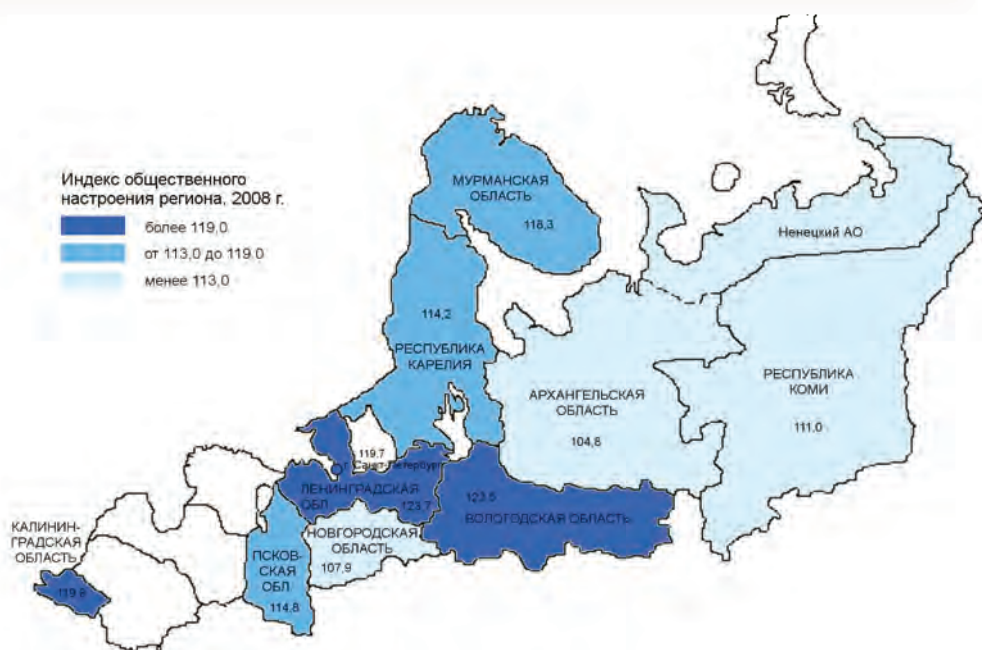 Индекс общественного
настроения региона, 2008 г.
более 119,0
от 113,0 до 119,0
менее 113,0
МУРМАНСКАЯ
ОБЛАСТЬ
118,3
Ненецкий АО
114,2
РЕСПУБЛИКА
КАРЕЛИЯ
АРХАНГЕЛЬСКАЯ
ОБЛАСТЬ
104,8
РЕСПУБЛИКА
КОМИ
111,0
119,7
г. Санкт-Петербург
ЛЕНИНГРАДСКАЯ
ОБЛ
123,7
123,5
ВОЛОГОДСКАЯ ОБЛАСТЬ
КАЛИНИН-
ГРАДСКАЯ
ОБЛАСТЬ
119,9
ПСКОВ-
СКАЯ
ОБЛ
114,8
НОВГОРОДСКАЯ
ОБЛАСТЬ
107,9